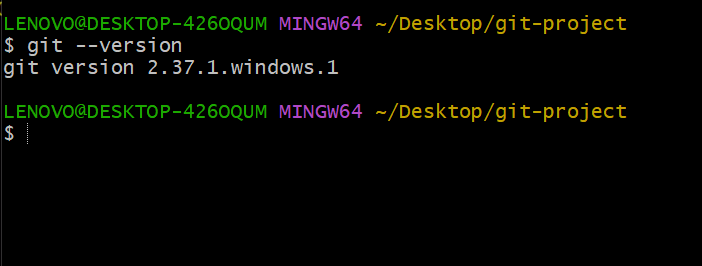 LENOVO@DESKTOP-426OQUM MINGW64 ~/Desktop/git-project
$ git --version
git version 2.37.1.windows.1
LENOVO@DESKTOP-426OQUM MINGW64 ~/Desktop/git-project
$